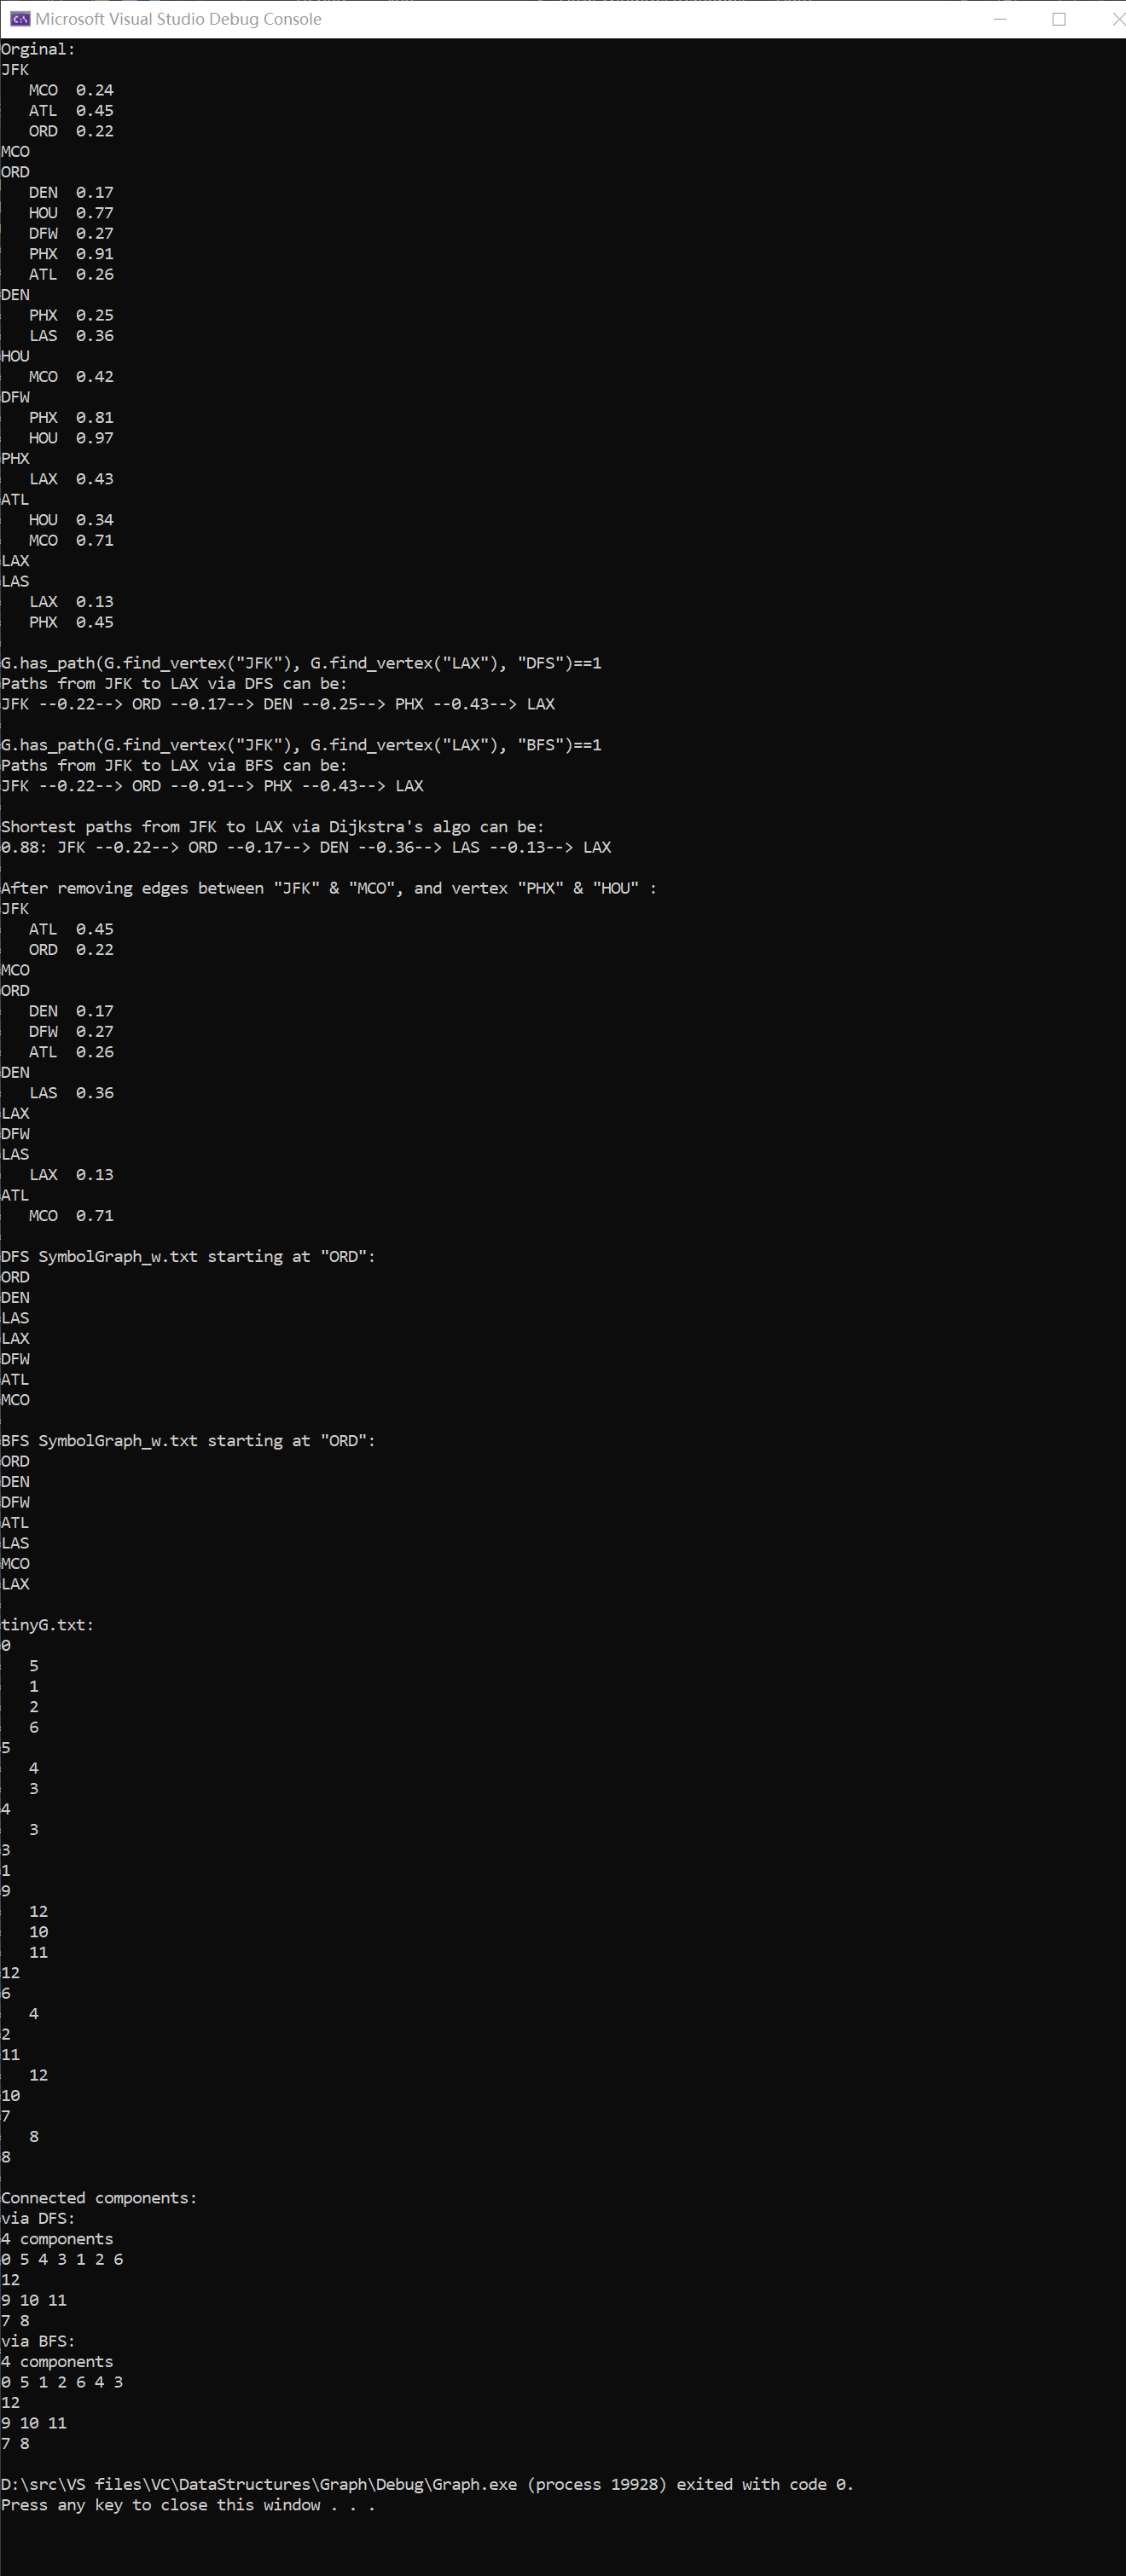 Microsoft Visual Studio Debug Console
Orginal:
JFK
MCO 0.24
ATL 0.45
ORD 0.22
MCO
ORD
DEN 0.17
HOU 0.77
DFW 0.27
PHX 0.91
ATL 0.26
DEN
PHX 0.25
LAS 0.36
HOU
MCO 0.42
DFW
PHX 0.81
HOU 0.97
PHX
LAX 0.43
ATL
HOU 0.34
MCO 0.71
LAX
LAS
LAX 0.13
PHX 0.45
G.has_path(G.find_vertex("JFK"), G.find_vertex("LAX"), "DFS")==1
Paths from JFK to LAX via DFS can be:
JFK --0.22--> ORD --0.17--> DEN --0.25--> PHX --0.43--> LAX
G.has_path(G.find_vertex("JFK"), G.find_vertex("LAX"), "BFS")==1
Paths from JFK to LAX via BFS can be:
JFK --0.22--> ORD --0.91--> PHX --0.43--> LAX
Shortest paths from JFK to LAX via Dijkstra's algo can be:
0.88: JFK --0.22--> ORD --0.17--> DEN --0.36--> LAS --0.13--> LAX
After removing edges between "JFK" & "MCO", and vertex "PHX" & "HOU" :
JFK
ATL 0.45
ORD 0.22
MCO
ORD
DEN 0.17
DFW 0.27
ATL 0.26
DEN
LAS 0.36
LAX
DFW
LAS
LAX 0.13
ATL
MCO 0.71
DFS SymbolGraph_w.txt starting at "ORD":
ORD
DEN
LAS
LAX
DFW
ATL
MCO
BFS SymbolGraph_w.txt starting at "ORD":
ORD
DEN
DFW
ATL
LAS
MCO
LAX
tinyG.txt:
0
5
1
2
6
5
4
3
4
3
3
1
9
12
10
11
12
6
4
2
11
12
10
7
8
8
Connected components:
via DFS:
4 components
0 5 4 3 1 2 6
12
9 10 11
7 8
via BFS:
4 components
0 5 1 2 6 4 3
12
9 10 11
7 8
D:\src\VS files\VC\DataStructures\Graph\Debug\Graph.exe (process 19928) exited with code 0.
Press any key to close this window . . .